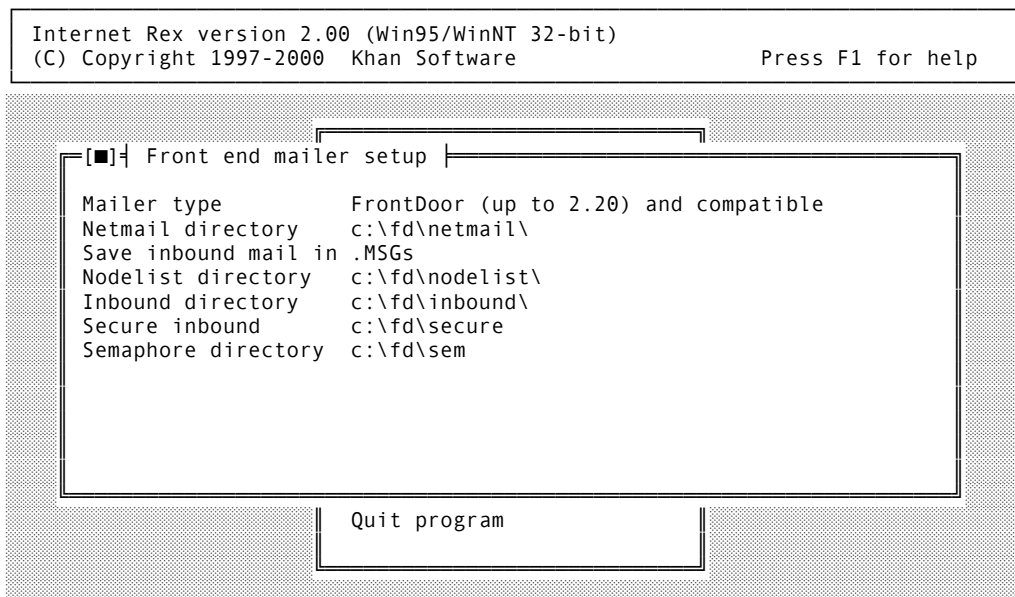 Internet Rex version 2.00 (Win95/WinNT 32-bit)
(C) Copyright 1997-2000 Khan Software Press F1 for help
[■] Front end mailer setup
Mailer type FrontDoor (up to 2.20) and compatible
Netmail directory c:\fd\netmail\
Save inbound mail in .MSGs
Nodelist directory c:\fd\nodelist\
Inbound directory c:\fd\inbound\
Secure inbound c:\fd\secure
Semaphore directory c:\fd\sem
Quit program